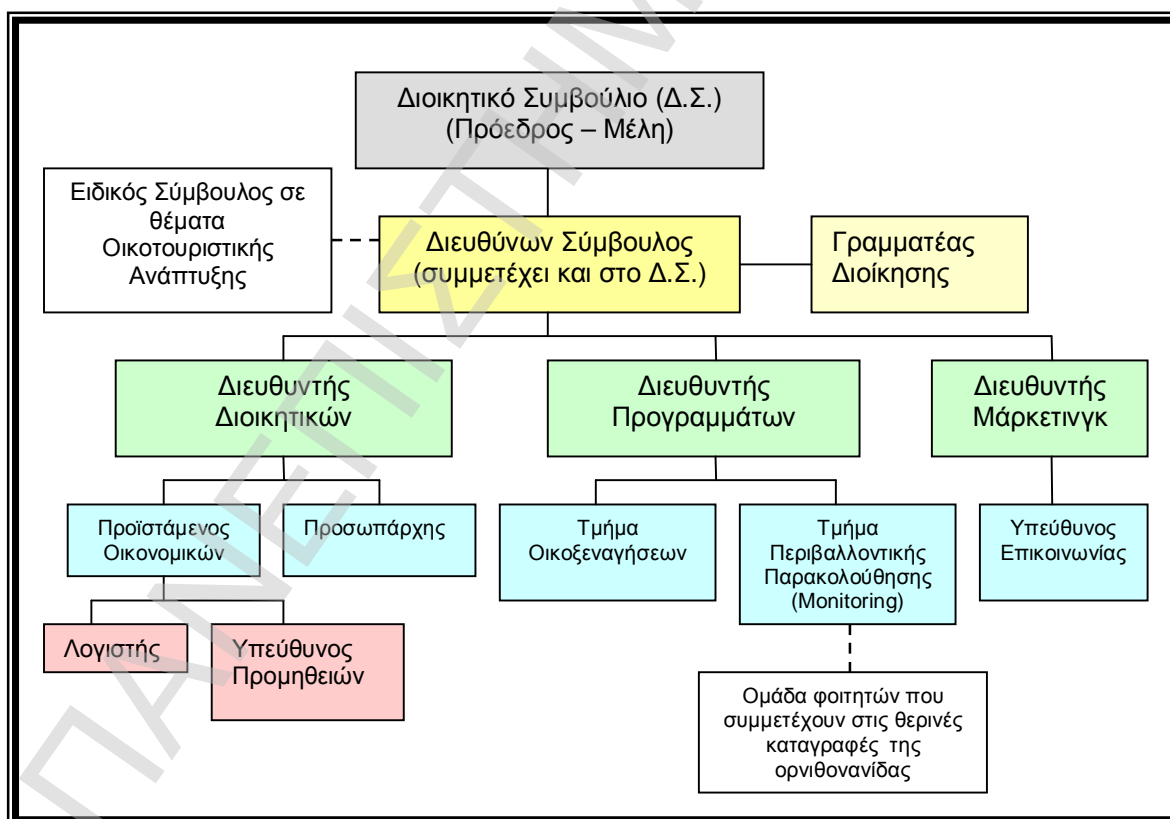 Διοικητικό Συμβούλιο (Δ.Σ.)
(Πρόεδρος – Μέλη)
Ειδικός Σύμβουλος σε
θέματα
Οικοτουριστικής
Ανάπτυξης
Διευθύνων Σύμβουλος
(συμμετέχει και στο Δ.Σ.)
Γραμματέας
Διοίκησης
Διευθυντής
Διοικητικών
Διευθυντής
Προγραμμάτων
Διευθυντής
Μάρκετινγκ
Προϊστάμενος
Οικονομικών
Προσωπάρχης
Τμήμα
Οικοξεναγήσεων
Τμήμα
Περιβαλλοντικής
Παρακολούθησης
(Monitoring)
Υπεύθυνος
Επικοινωνίας
Λογιστής
Υπεύθυνος
Προμηθειών
Ομάδα φοιτητών που
συμμετέχουν στις θερινές
καταγραφές της
ορνιθονανίδας
ΠΑΝΕΠΙΣΤΗΜ